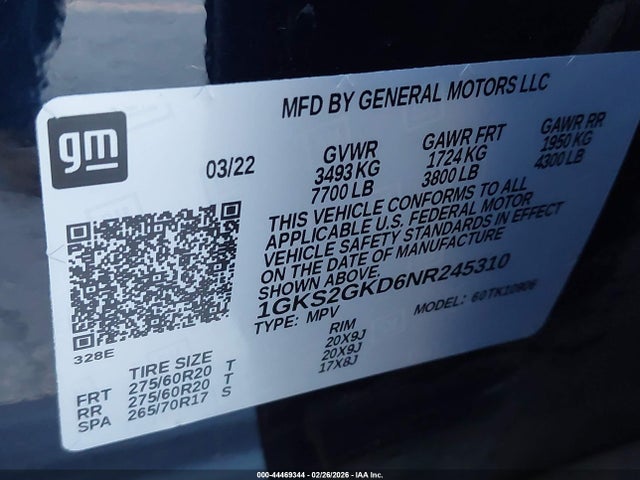 gm
MFD BY GENERAL MOTORS LLC
03/22
GVWR
3493 KG
7700 LB
GAWR FRT
1724 KG
3800 LB
GAWR RR
1950 KG
4300 LB
THIS VEHICLE CONFORMS TO ALL
APPLICABLE U.S. FEDERAL MOTOR
VEHICLE SAFETY STANDARDS IN EFFECT
ON THE DATE OF MANUFACTURE
SHOWN ABOVE.
1GKS2GKD6NR245310
TYPE: MPV
MODEL: 60TK10906
328E
TIRE SIZE
RIM
FRT 275/60R20 T 20X9J
RR 275/60R20 T 20X9J
SPA 265/70R17 S 17X8J
000-44469344 - 02/26/2026 - IAA Inc.